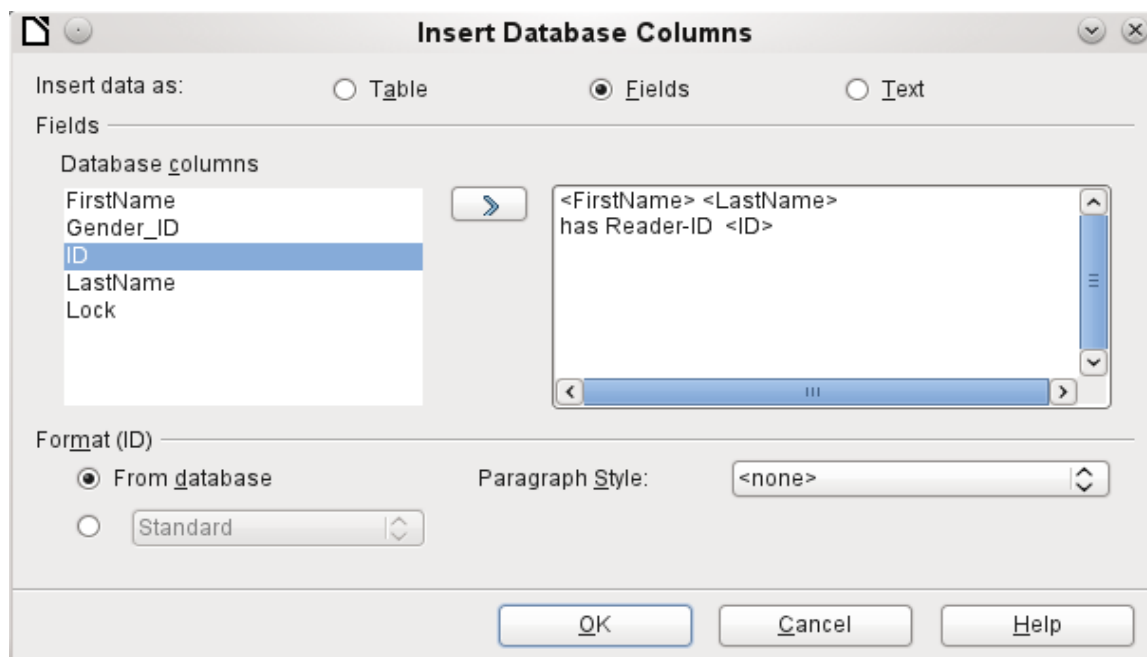 Insert Database Columns
Insert data as: Table Fields Text
Fields
Database columns
FirstName
Gender_ID
ID
LastName
Lock
<FirstName> <LastName>
has Reader-ID  <ID>
Format (ID)
From database Paragraph Style: <none>
Standard
OK Cancel Help